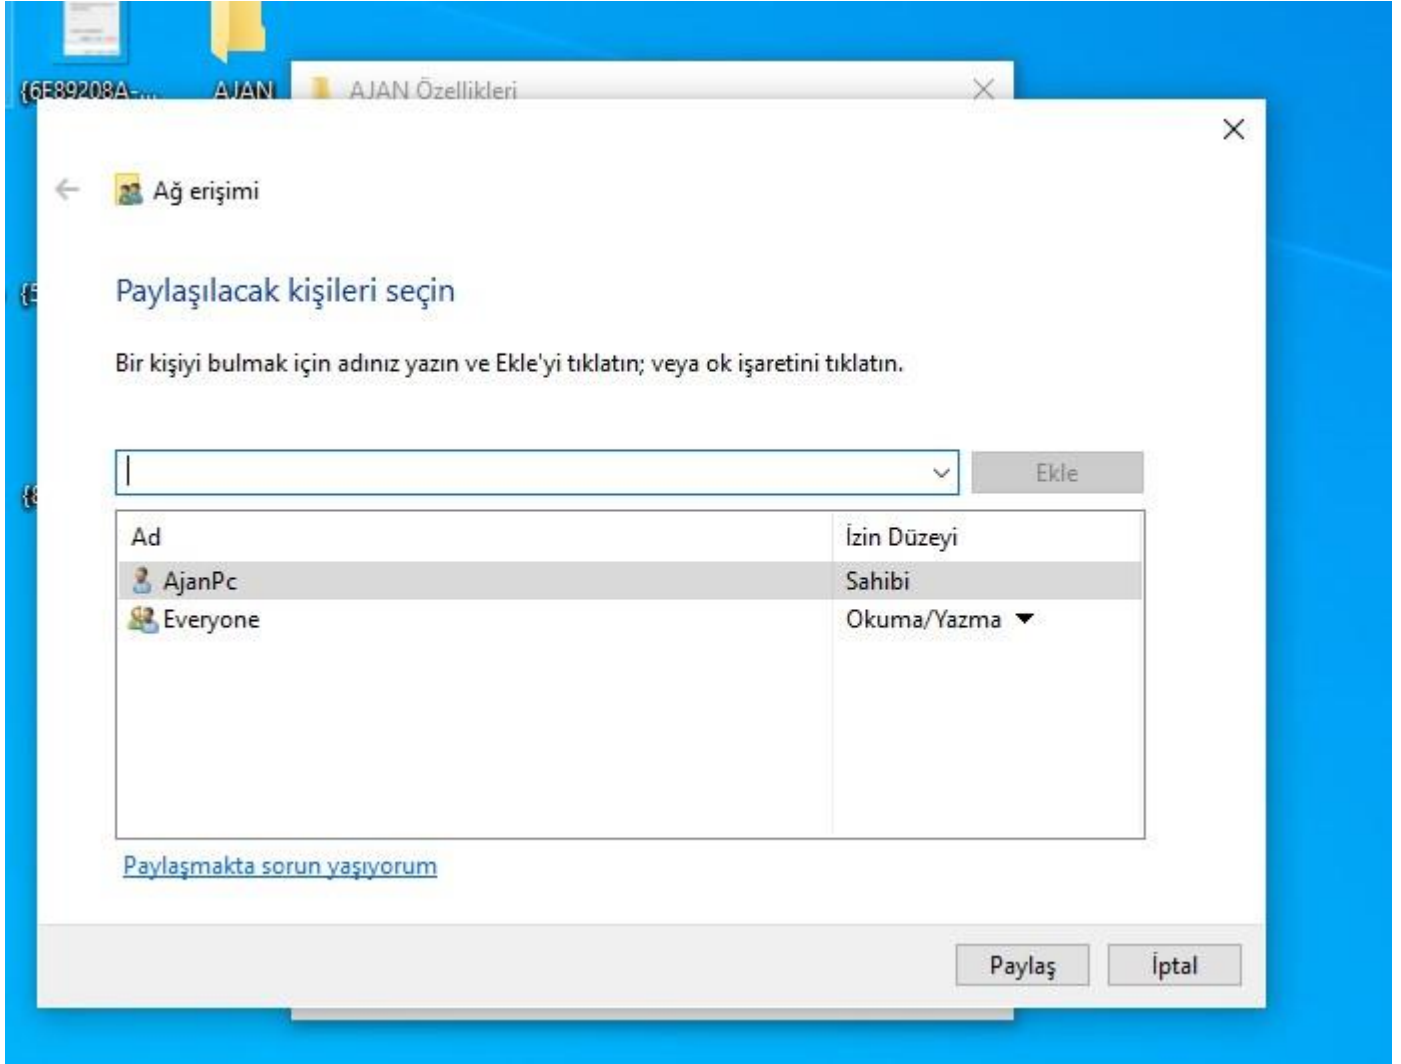 {6E89208A-...
AJAN
AJAN Özellikleri
Ağ erişimi
Paylaşılacak kişileri seçin
Bir kişiyi bulmak için adınız yazın ve Ekle'yi tıklatın; veya ok işaretini tıklatın.
Ekle
Ad İzin Düzeyi
AjanPc Sahibi
Everyone Okuma/Yazma
Paylaşmakta sorun yaşıyorum
Paylaş İptal